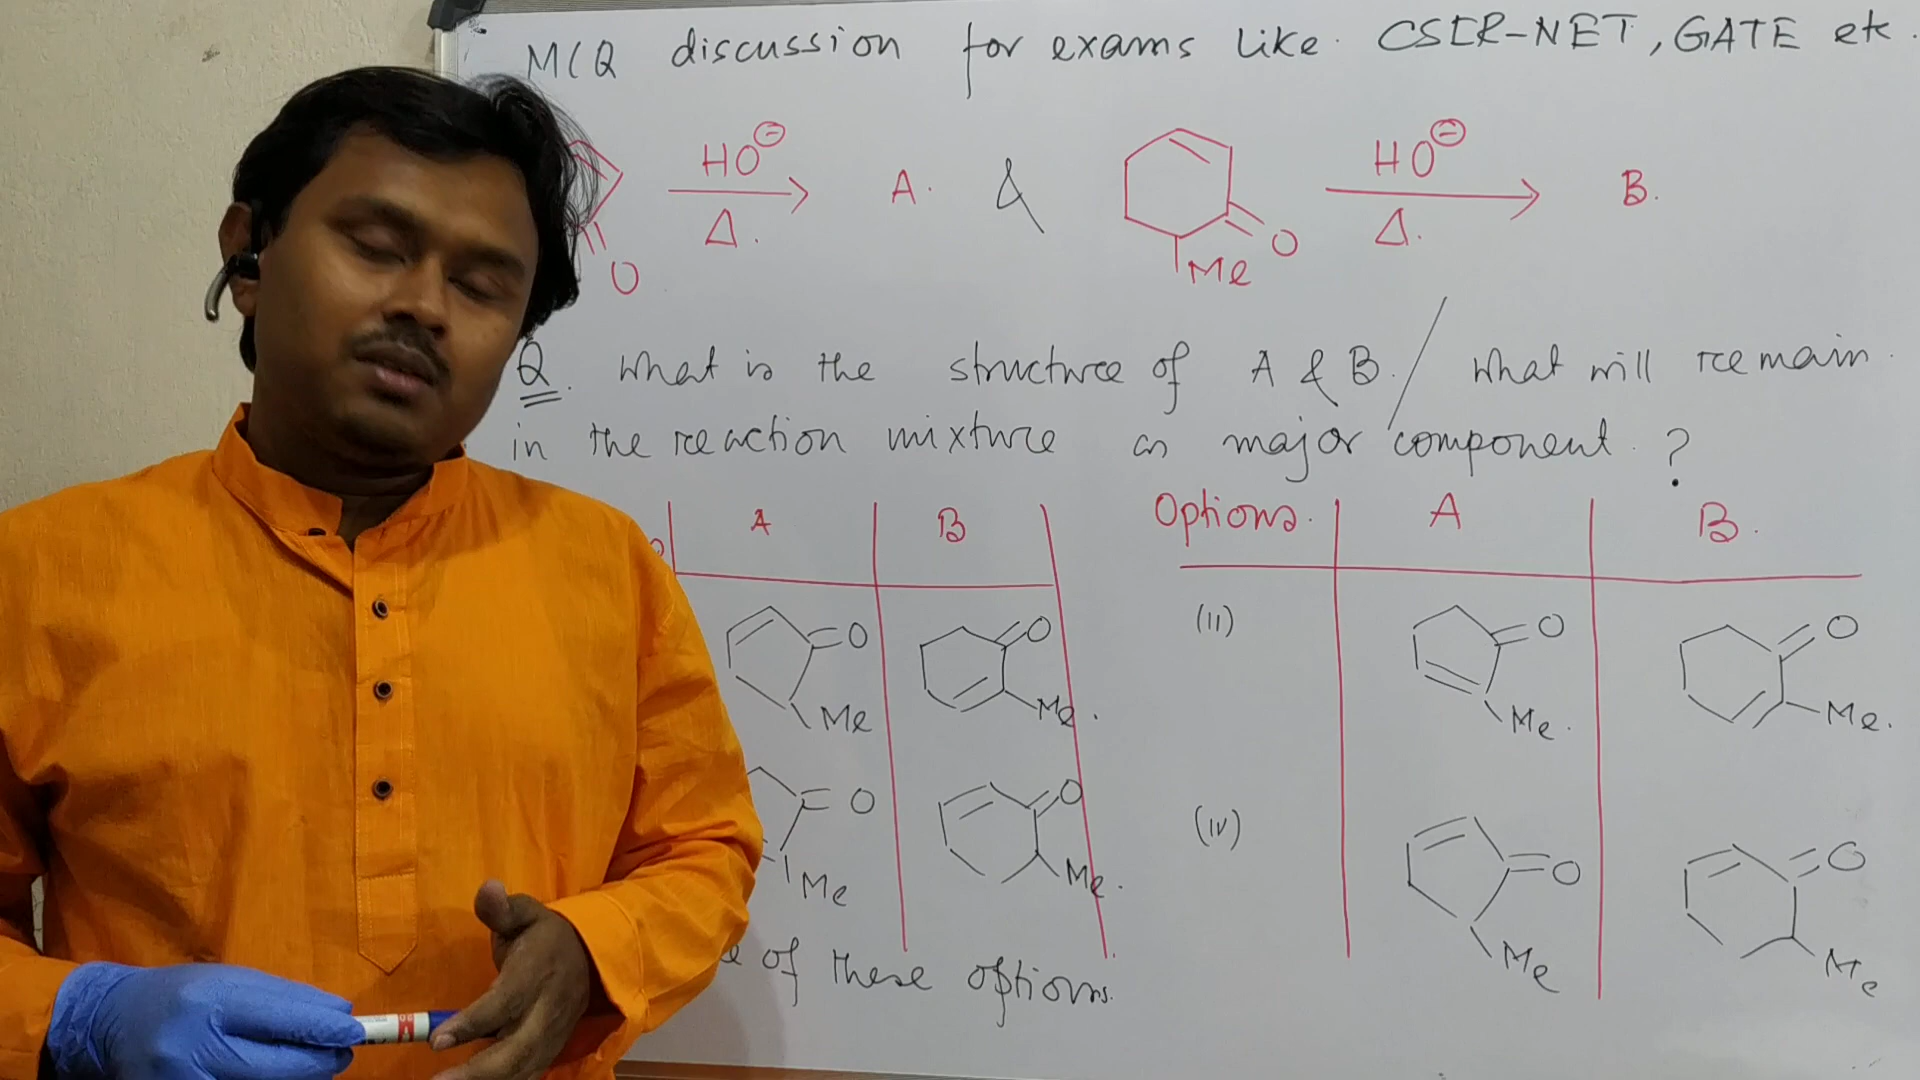 MCQ discussion for exams like CSIR-NET, GATE etc.
HO⊖
Δ.
O
A.
&
Me
O
HO⊖
Δ.
B.
Q. What is the structure of A & B. / What will remain
in the reaction mixture as major component. ?
A
B
Options.
A
B.
O
Me
O
Me.
(ii)
O
Me.
O
Me.
O
Me
O
Me.
(iv)
O
Me
O
Me
of these options.